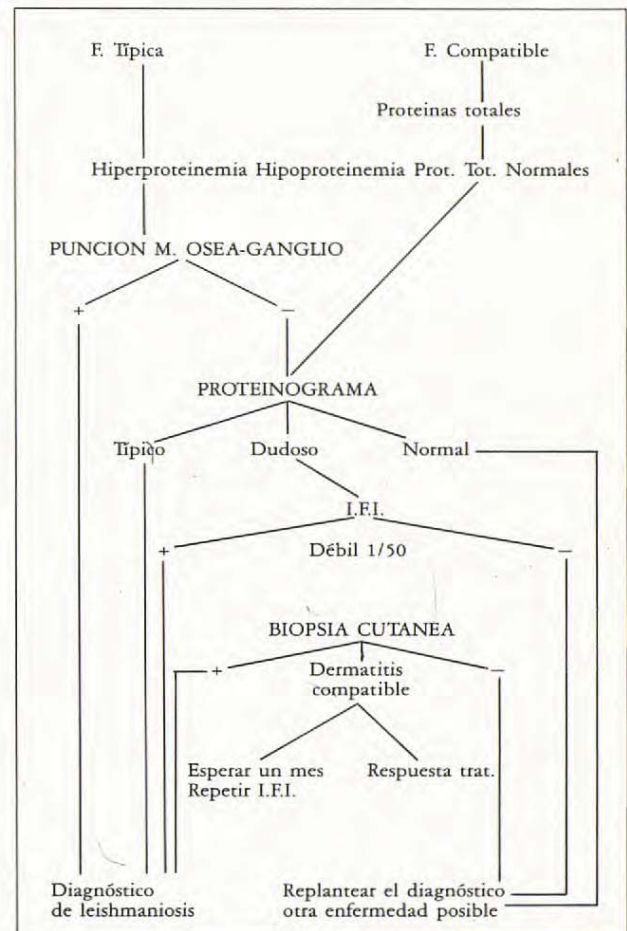 F. Típica F. Compatible
Proteinas totales
Hiperproteinemia Hipoproteinemia Prot. Tot. Normales
PUNCION M. OSEA-GANGLIO
+ −
PROTEINOGRAMA
Típico Dudoso Normal
I.F.I.
+ Débil 1/50 −
BIOPSIA CUTANEA
+ Dermatitis −
compatible
Esperar un mes Respuesta trat.
Repetir I.F.I.
Diagnóstico Replantear el diagnóstico
de leishmaniosis otra enfermedad posible